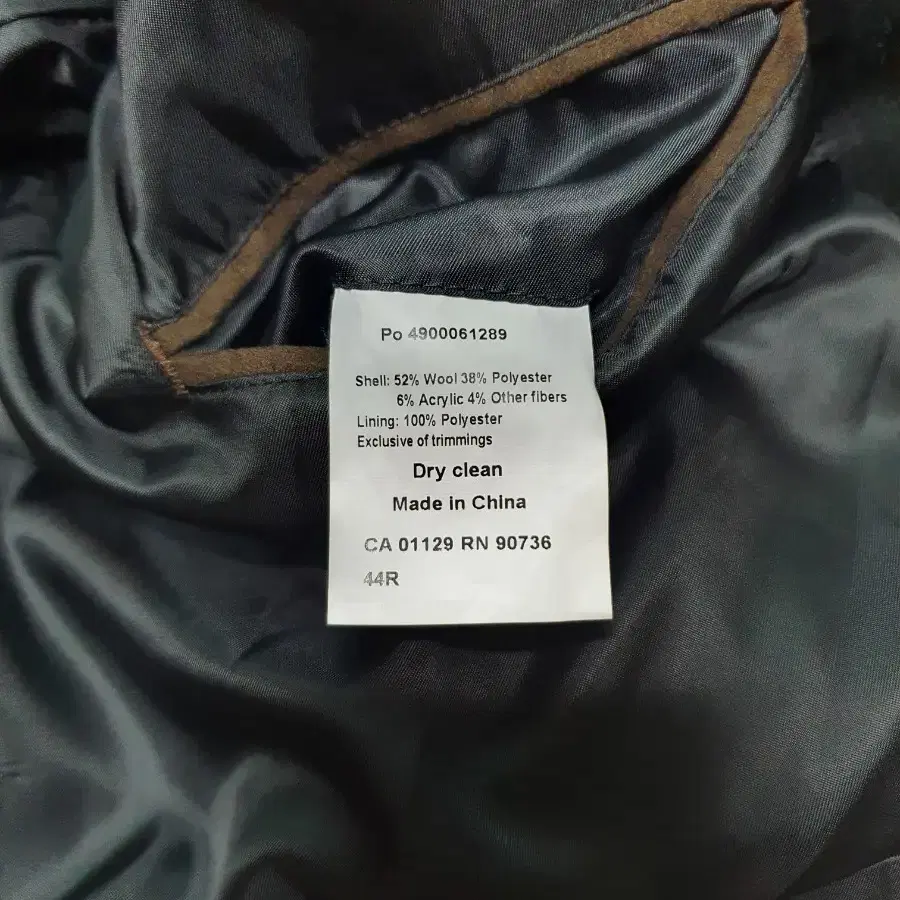 Po 4900061289
Shell: 52% Wool 38% Polyester
6% Acrylic 4% Other fibers
Lining: 100% Polyester
Exclusive of trimmings
Dry clean
Made in China
CA 01129 RN 90736
44R